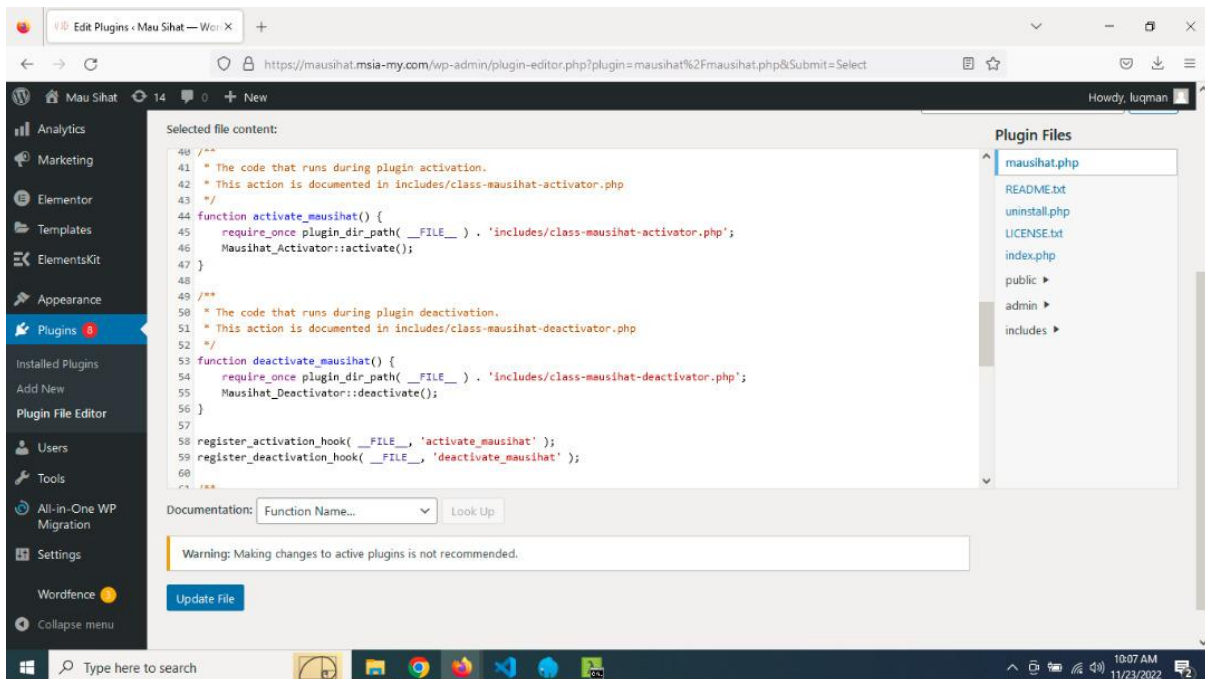 Edit Plugins ‹ Mau Sihat — Wor
https://mausihat.msia-my.com/wp-admin/plugin-editor.php?plugin=mausihat%2Fmausihat.php&Submit=Select
Mau Sihat 14 0 + New Howdy, luqman
Analytics
Marketing
Elementor
Templates
ElementsKit
Appearance
Plugins 8
Installed Plugins
Add New
Plugin File Editor
Users
Tools
All-in-One WP
Migration
Settings
Wordfence 3
Collapse menu
Selected file content:
40 /**
41 * The code that runs during plugin activation.
42 * This action is documented in includes/class-mausihat-activator.php
43 */
44 function activate_mausihat() {
45 require_once plugin_dir_path( __FILE__ ) . 'includes/class-mausihat-activator.php';
46 Mausihat_Activator::activate();
47 }
48
49 /**
50 * The code that runs during plugin deactivation.
51 * This action is documented in includes/class-mausihat-deactivator.php
52 */
53 function deactivate_mausihat() {
54 require_once plugin_dir_path( __FILE__ ) . 'includes/class-mausihat-deactivator.php';
55 Mausihat_Deactivator::deactivate();
56 }
57
58 register_activation_hook( __FILE__, 'activate_mausihat' );
59 register_deactivation_hook( __FILE__, 'deactivate_mausihat' );
60
61 /**
Documentation: Function Name... Look Up
Warning: Making changes to active plugins is not recommended.
Update File
Plugin Files
mausihat.php
README.txt
uninstall.php
LICENSE.txt
index.php
public
admin
includes
Type here to search
10:07 AM
11/23/2022
2